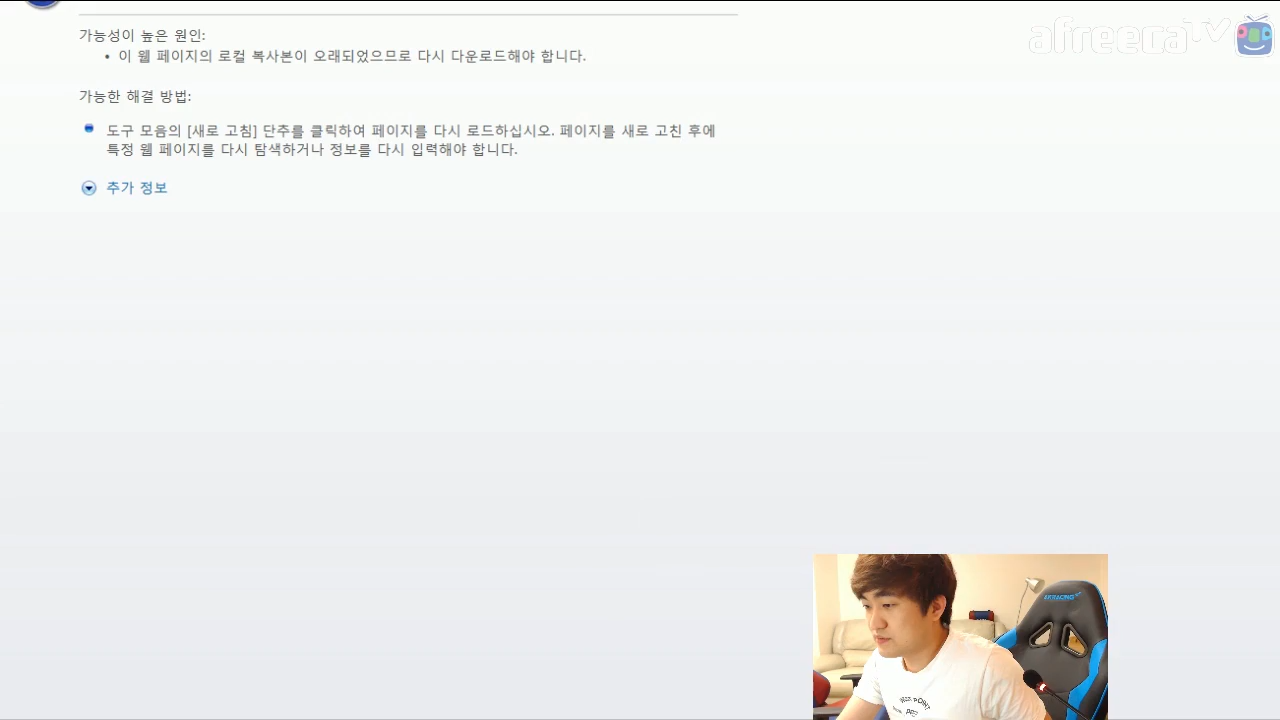 afreecaTV
가능성이 높은 원인:
• 이 웹 페이지의 로컬 복사본이 오래되었으므로 다시 다운로드해야 합니다.
가능한 해결 방법:
도구 모음의 [새로 고침] 단추를 클릭하여 페이지를 다시 로드하십시오. 페이지를 새로 고친 후에
특정 웹 페이지를 다시 탐색하거나 정보를 다시 입력해야 합니다.
추가 정보